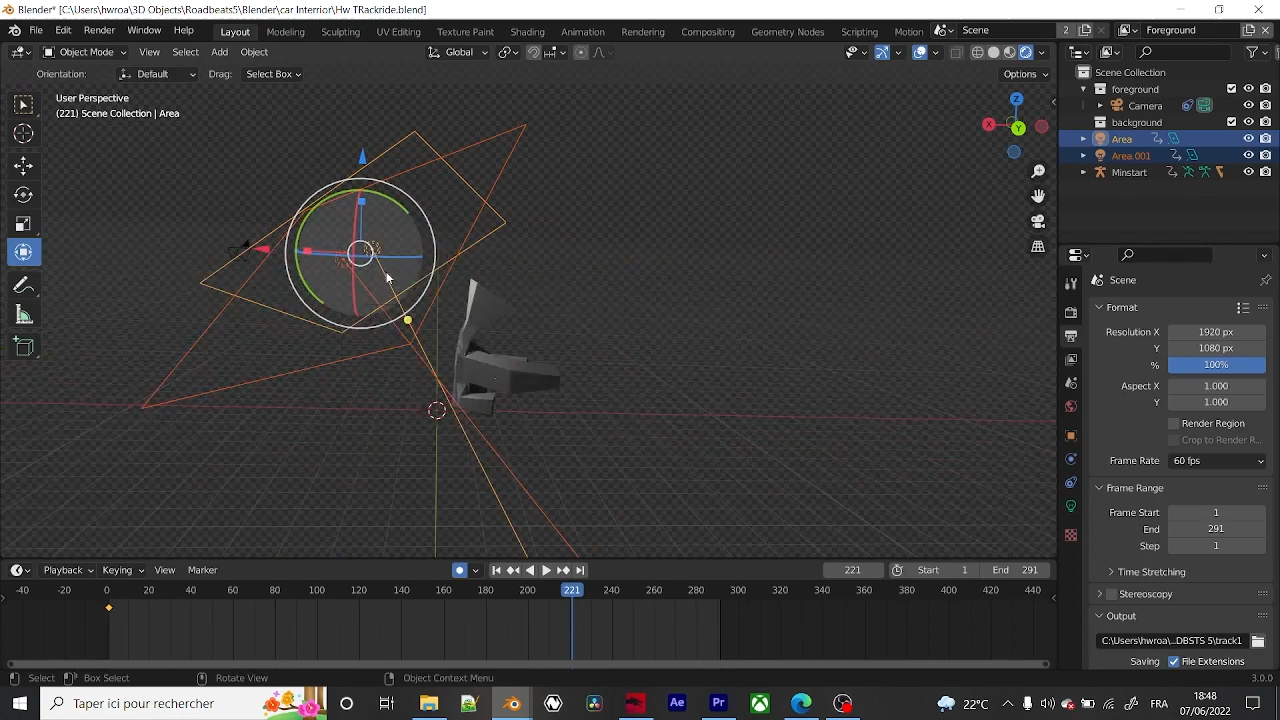 Blender* [C:\Users\hwroa\3D Objects\Roadbeats5\Blender\car Interrior\Hw TRackride.blend]
File Edit Render Window Help Layout Modeling Sculpting UV Editing Texture Paint Shading Animation Rendering Compositing Geometry Nodes Scripting Motion Scene 2 Foreground
Object Mode View Select Add Object Global
Orientation: Default Drag: Select Box Options
User Perspective
(221) Scene Collection | Area
Z
X
Y
Scene Collection
foreground
Camera
background
Area
Area.001
Minstart
Scene
Format
Resolution X 1920 px
Y 1080 px
% 100%
Aspect X 1.000
Y 1.000
Render Region
Crop to Render R...
Frame Rate 60 fps
Frame Range
Frame Start 1
End 291
Step 1
Time Stretching
Stereoscopy
Output
C:\Users\hwroa\...DBSTS 5\track1
Saving File Extensions
Playback Keying View Marker 221 Start 1 End 291
-40 -20 0 20 40 60 80 100 120 140 160 180 200 221 240 260 280 300 320 340 360 380 400 420 440
Select Box Select Rotate View Object Context Menu 3.0.0
Taper ici pour rechercher Ae Pr 22°C FRA 18:48
07/06/2022